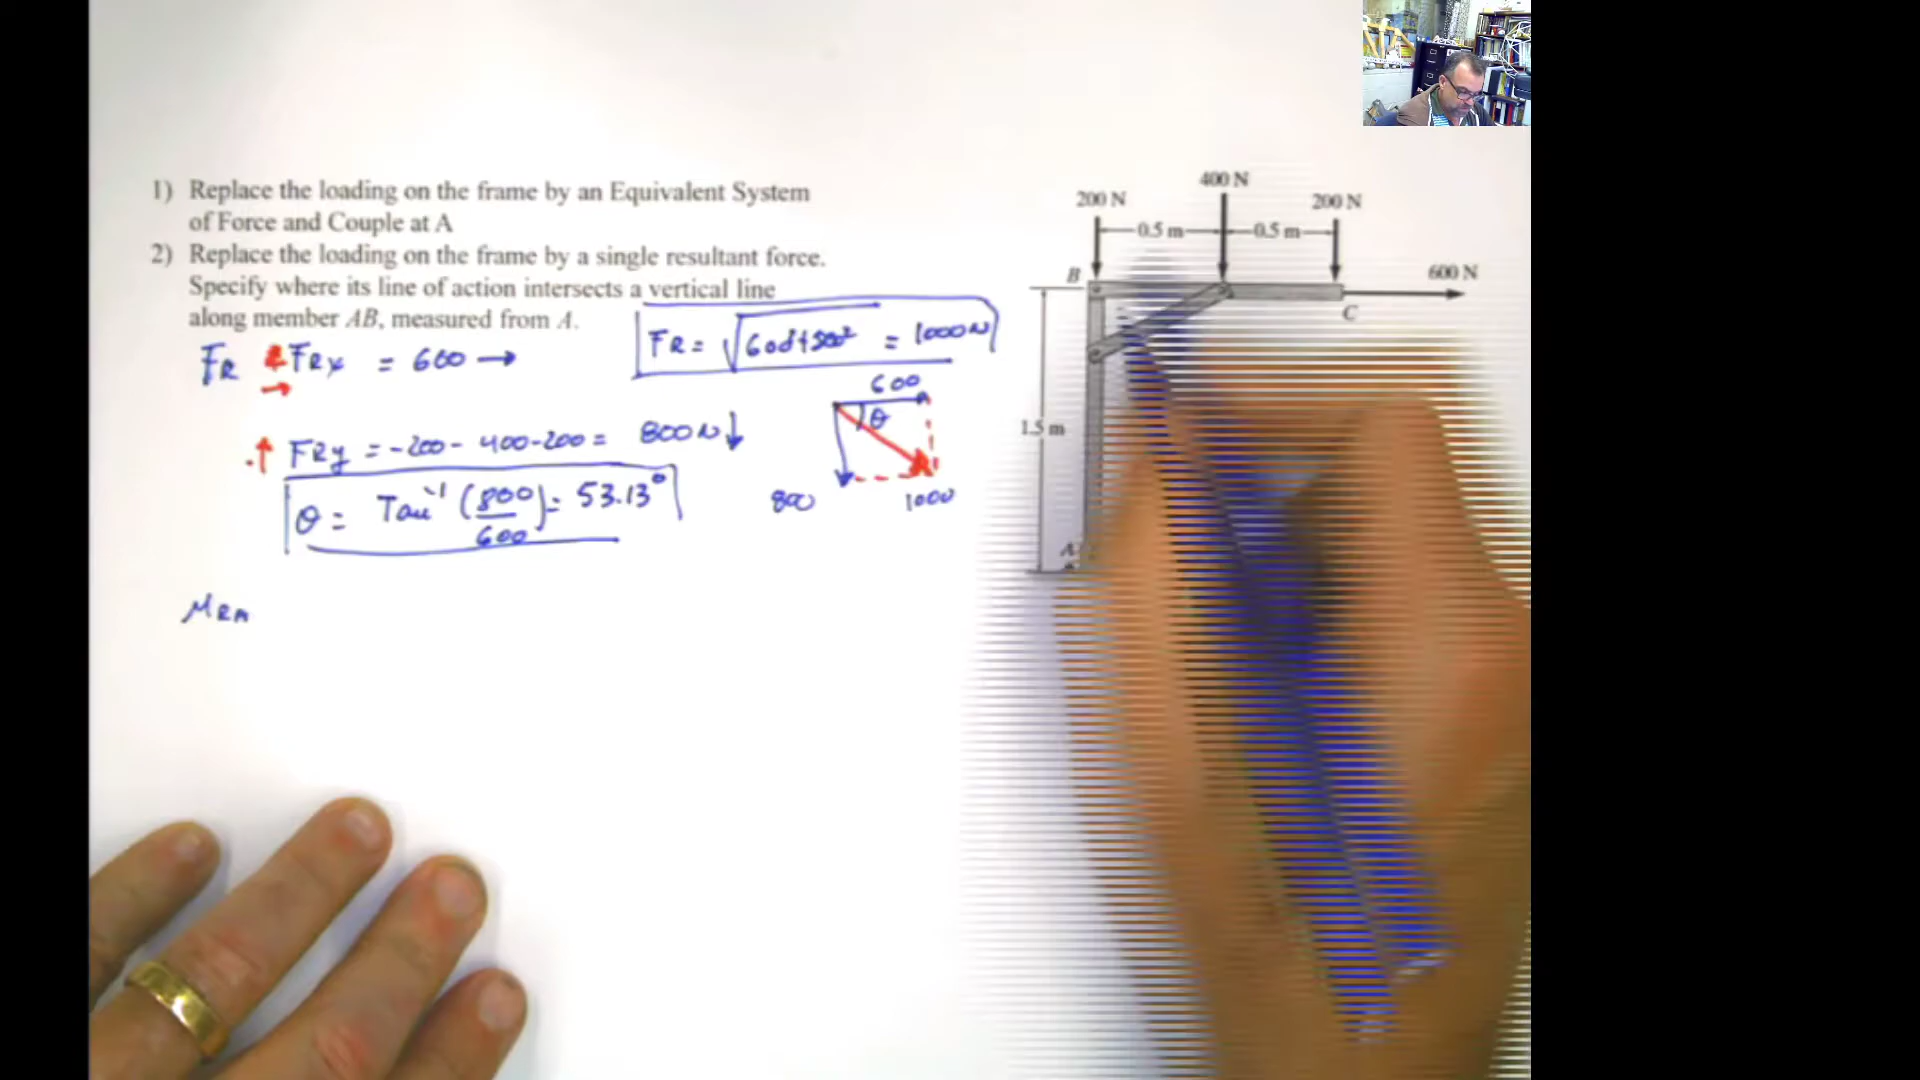 1) Replace the loading on the frame by an Equivalent System
of Force and Couple at A
2) Replace the loading on the frame by a single resultant force.
Specify where its line of action intersects a vertical line
along member AB, measured from A.
FR FRx = 600 →
FR = √600²+800² = 1000 N
↑ FRy = -200 - 400 - 200 = 800 N ↓
θ = Tan⁻¹ (800/600) = 53.13°
600
θ
800
1000
MRA
400 N
200 N
200 N
0.5 m
0.5 m
B
600 N
C
1.5 m
A